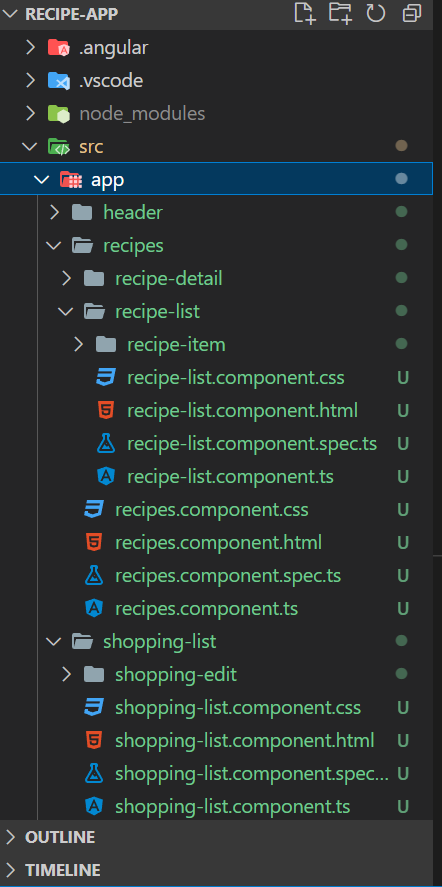 RECIPE-APP
.angular
.vscode
node_modules
src
app
header
recipes
recipe-detail
recipe-list
recipe-item
recipe-list.component.css U
recipe-list.component.html U
recipe-list.component.spec.ts U
recipe-list.component.ts U
recipes.component.css U
recipes.component.html U
recipes.component.spec.ts U
recipes.component.ts U
shopping-list
shopping-edit
shopping-list.component.css U
shopping-list.component.html U
shopping-list.component.spec... U
shopping-list.component.ts U
OUTLINE
TIMELINE